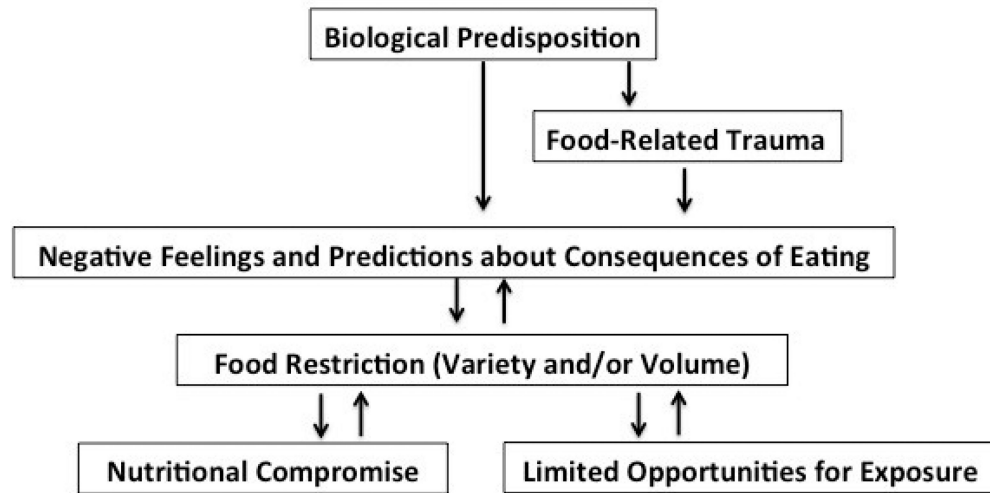 Biological Predisposition
Food-Related Trauma
Negative Feelings and Predictions about Consequences of Eating
Food Restriction (Variety and/or Volume)
Nutritional Compromise
Limited Opportunities for Exposure